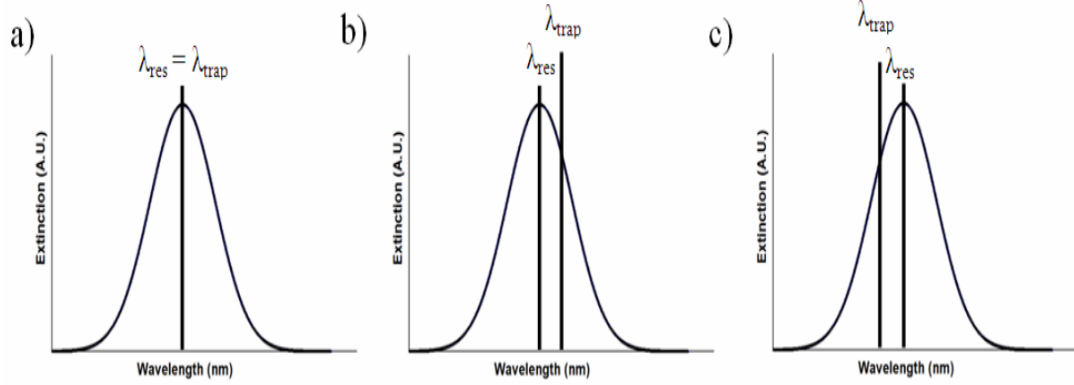 a)
λres = λtrap
Extinction (A.U.)
Wavelength (nm)
b)
λtrap
λres
Extinction (A.U.)
Wavelength (nm)
c)
λtrap
λres
Extinction (A.U.)
Wavelength (nm)